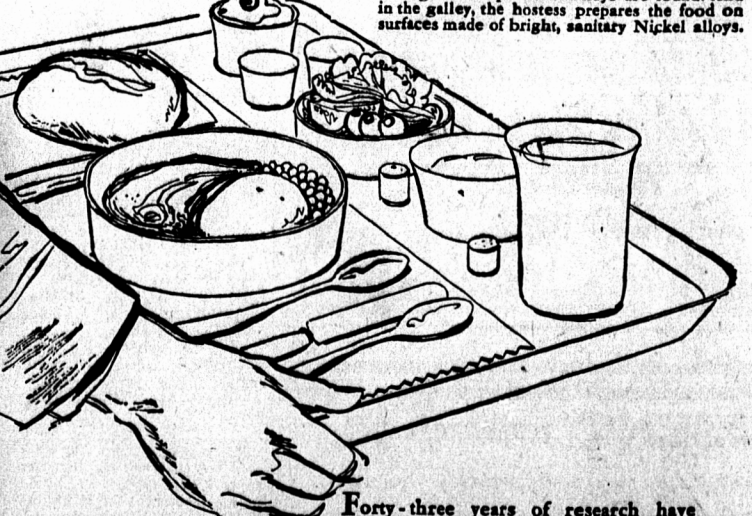 in the galley, the hostess prepares the food on
surfaces made of bright, sanitary Nickel alloys.
Forty-three years of research have